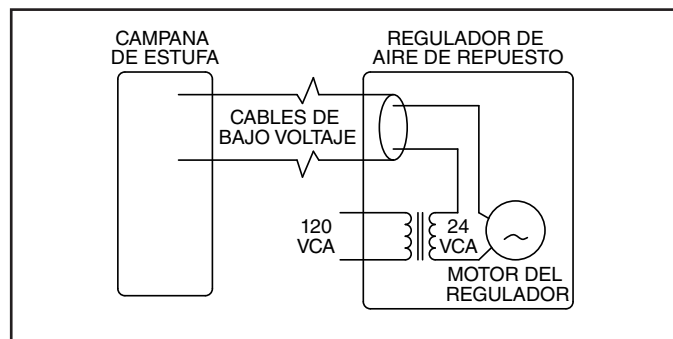 CAMPANA
DE ESTUFA
REGULADOR DE
AIRE DE REPUESTO
CABLES DE
BAJO VOLTAJE
120
VCA
24
VCA
MOTOR DEL
REGULADOR